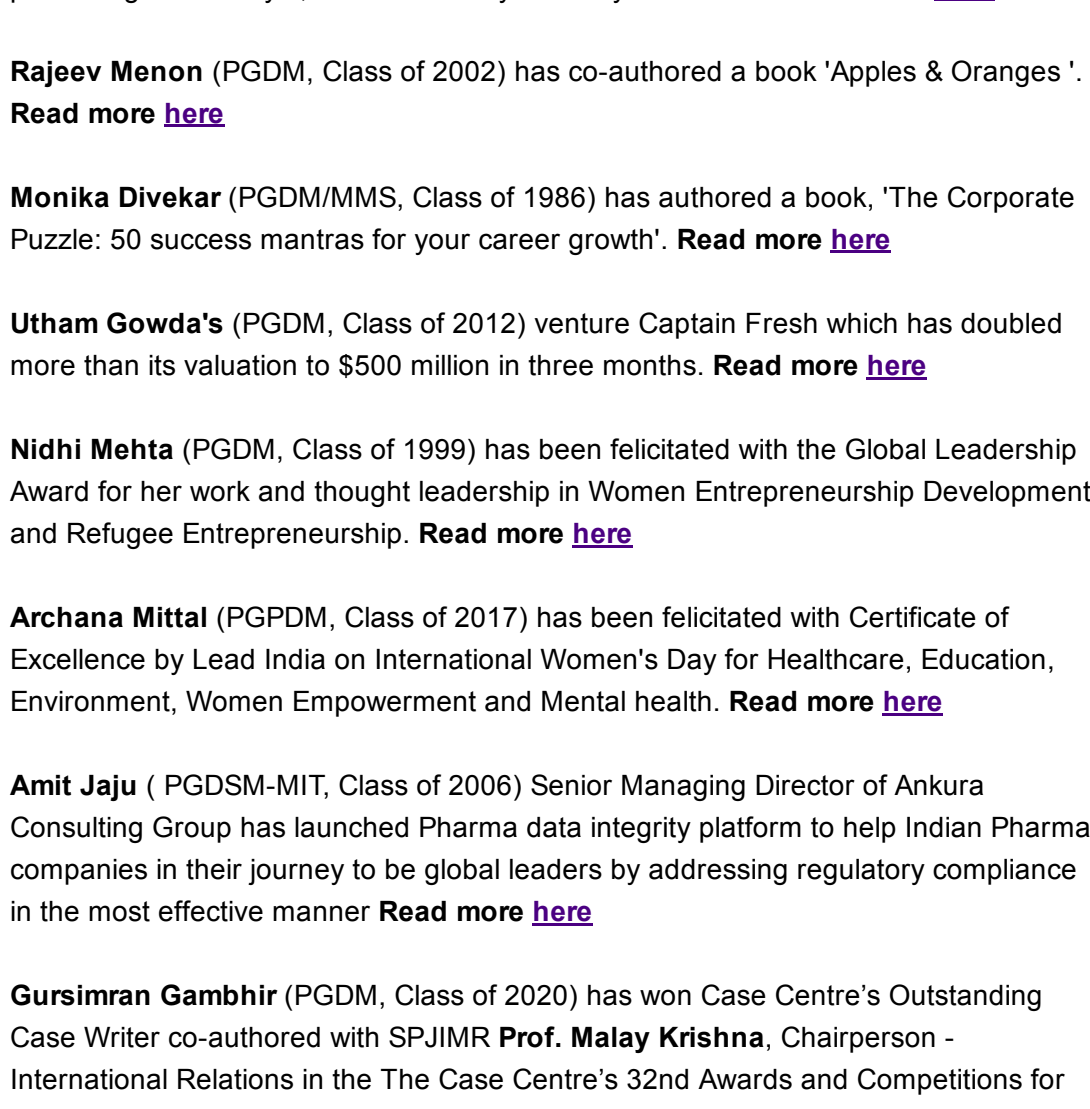 here
Rajeev Menon (PGDM, Class of 2002) has co-authored a book 'Apples & Oranges '.
Read more here
Monika Divekar (PGDM/MMS, Class of 1986) has authored a book, 'The Corporate
Puzzle: 50 success mantras for your career growth'. Read more here
Utham Gowda's (PGDM, Class of 2012) venture Captain Fresh which has doubled
more than its valuation to $500 million in three months. Read more here
Nidhi Mehta (PGDM, Class of 1999) has been felicitated with the Global Leadership
Award for her work and thought leadership in Women Entrepreneurship Development
and Refugee Entrepreneurship. Read more here
Archana Mittal (PGPDM, Class of 2017) has been felicitated with Certificate of
Excellence by Lead India on International Women's Day for Healthcare, Education,
Environment, Women Empowerment and Mental health. Read more here
Amit Jaju ( PGDSM-MIT, Class of 2006) Senior Managing Director of Ankura
Consulting Group has launched Pharma data integrity platform to help Indian Pharma
companies in their journey to be global leaders by addressing regulatory compliance
in the most effective manner Read more here
Gursimran Gambhir (PGDM, Class of 2020) has won Case Centre’s Outstanding
Case Writer co-authored with SPJIMR Prof. Malay Krishna, Chairperson -
International Relations in the The Case Centre’s 32nd Awards and Competitions for